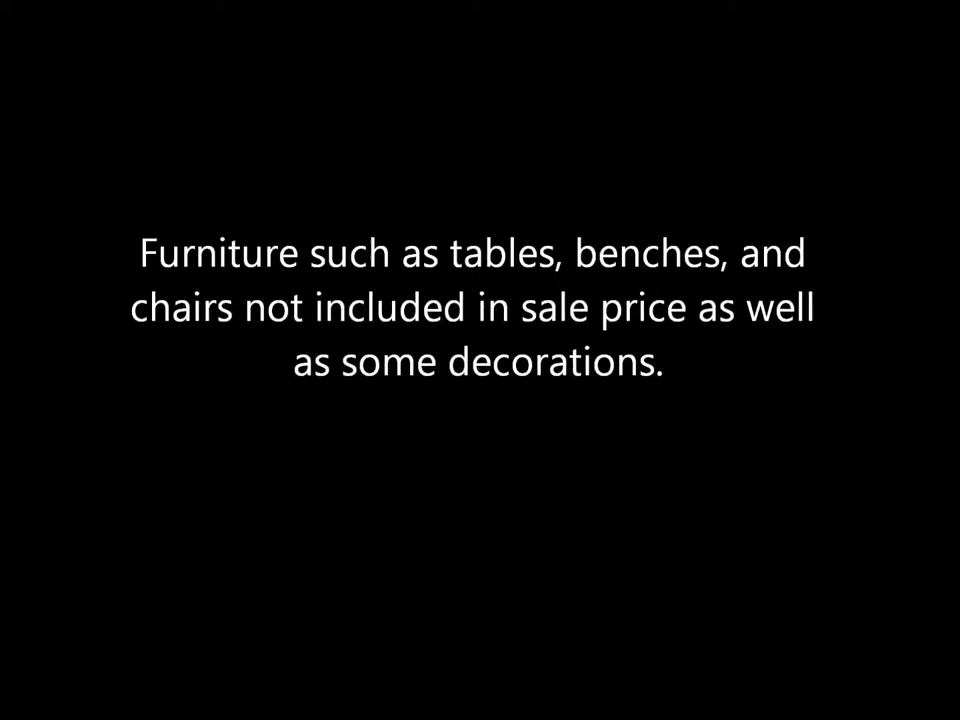 Furniture such as tables, benches, and
chairs not included in sale price as well
as some decorations.